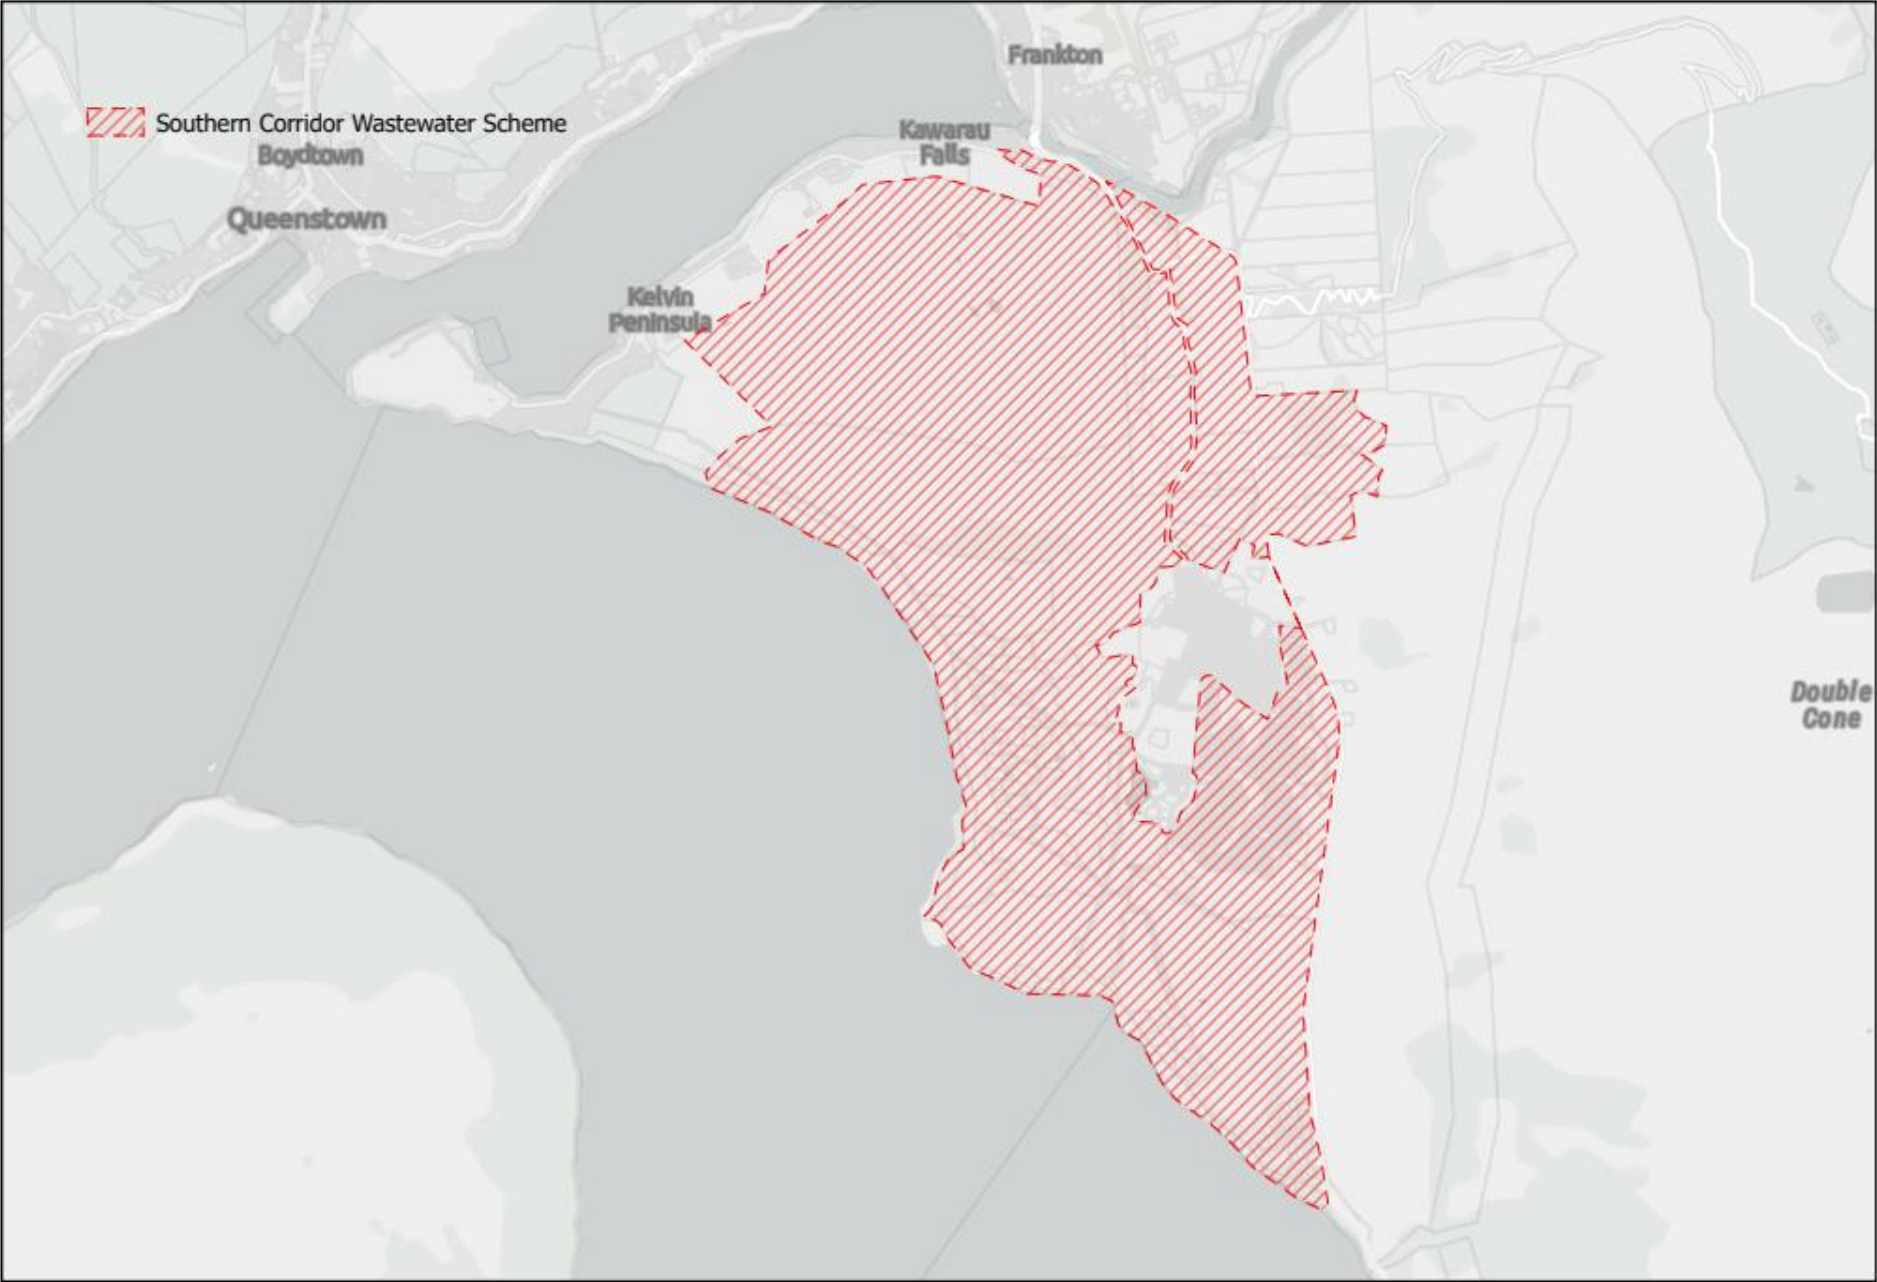 Frankton
Southern Corridor Wastewater Scheme
Boydtown
Kawarau
Falls
Queenstown
Kelvin
Peninsula
Double
Cone